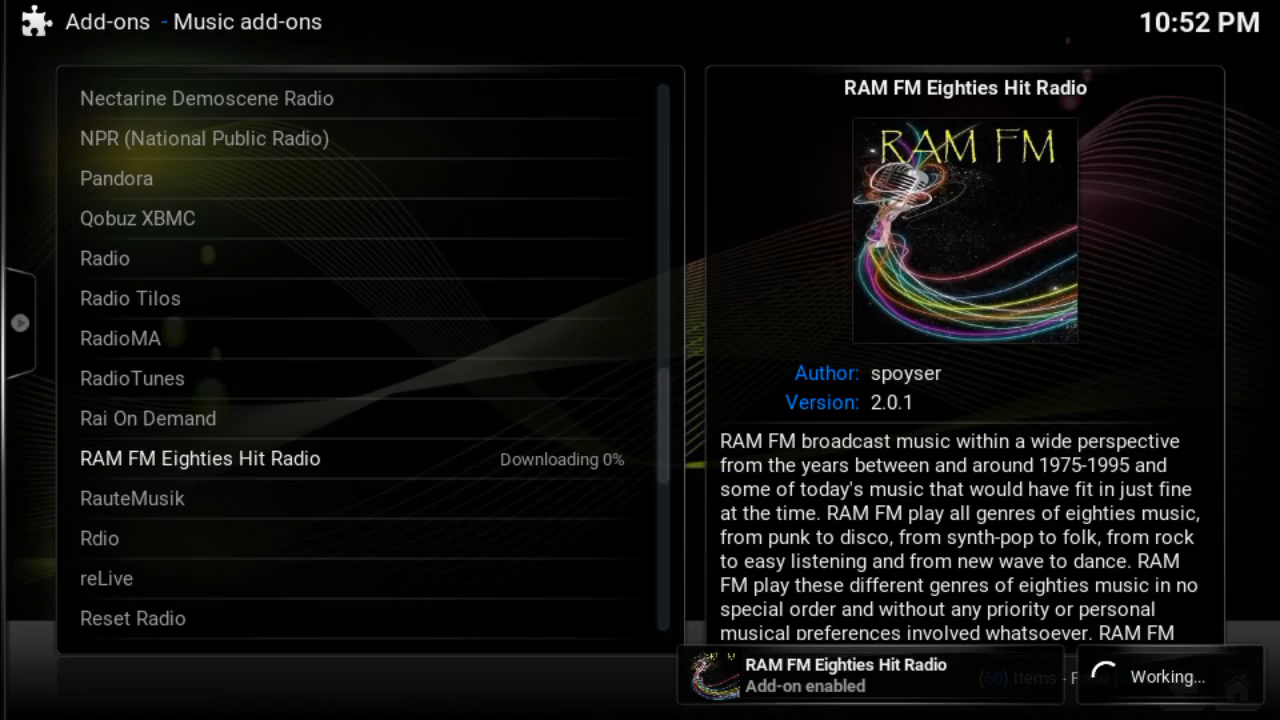 Add-ons - Music add-ons
10:52 PM
Nectarine Demoscene Radio
NPR (National Public Radio)
Pandora
Qobuz XBMC
Radio
Radio Tilos
RadioMA
RadioTunes
Rai On Demand
RAM FM Eighties Hit Radio Downloading 0%
RauteMusik
Rdio
reLive
Reset Radio
RAM FM Eighties Hit Radio
RAM FM
Author: spoyser
Version: 2.0.1
RAM FM broadcast music within a wide perspective
from the years between and around 1975-1995 and
some of today's music that would have fit in just fine
at the time. RAM FM play all genres of eighties music,
from punk to disco, from synth-pop to folk, from rock
to easy listening and from new wave to dance. RAM
FM play these different genres of eighties music in no
special order and without any priority or personal
musical preferences involved whatsoever. RAM FM
RAM FM Eighties Hit Radio
Add-on enabled
(60) Items -
Working...